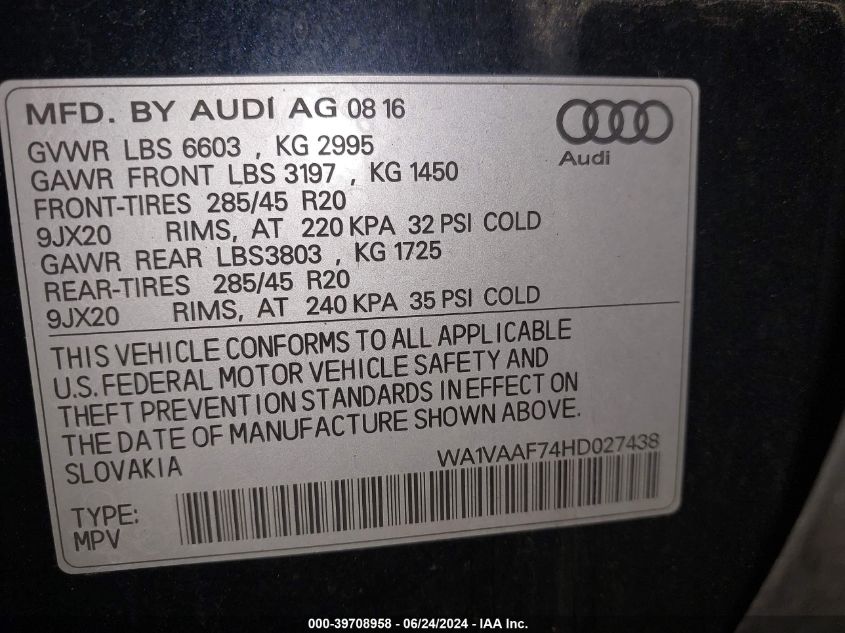 MFD. BY AUDI AG 08 16
Audi
GVWR LBS 6603 , KG 2995
GAWR FRONT LBS 3197 , KG 1450
FRONT-TIRES 285/45 R20
9JX20 RIMS, AT 220 KPA 32 PSI COLD
GAWR REAR LBS3803 , KG 1725
REAR-TIRES 285/45 R20
9JX20 RIMS, AT 240 KPA 35 PSI COLD
THIS VEHICLE CONFORMS TO ALL APPLICABLE
U.S. FEDERAL MOTOR VEHICLE SAFETY AND
THEFT PREVENTION STANDARDS IN EFFECT ON
THE DATE OF MANUFACTURE SHOWN ABOVE.
SLOVAKIA WA1VAAF74HD027438
TYPE:
MPV
000-39708958 - 06/24/2024 - IAA Inc.